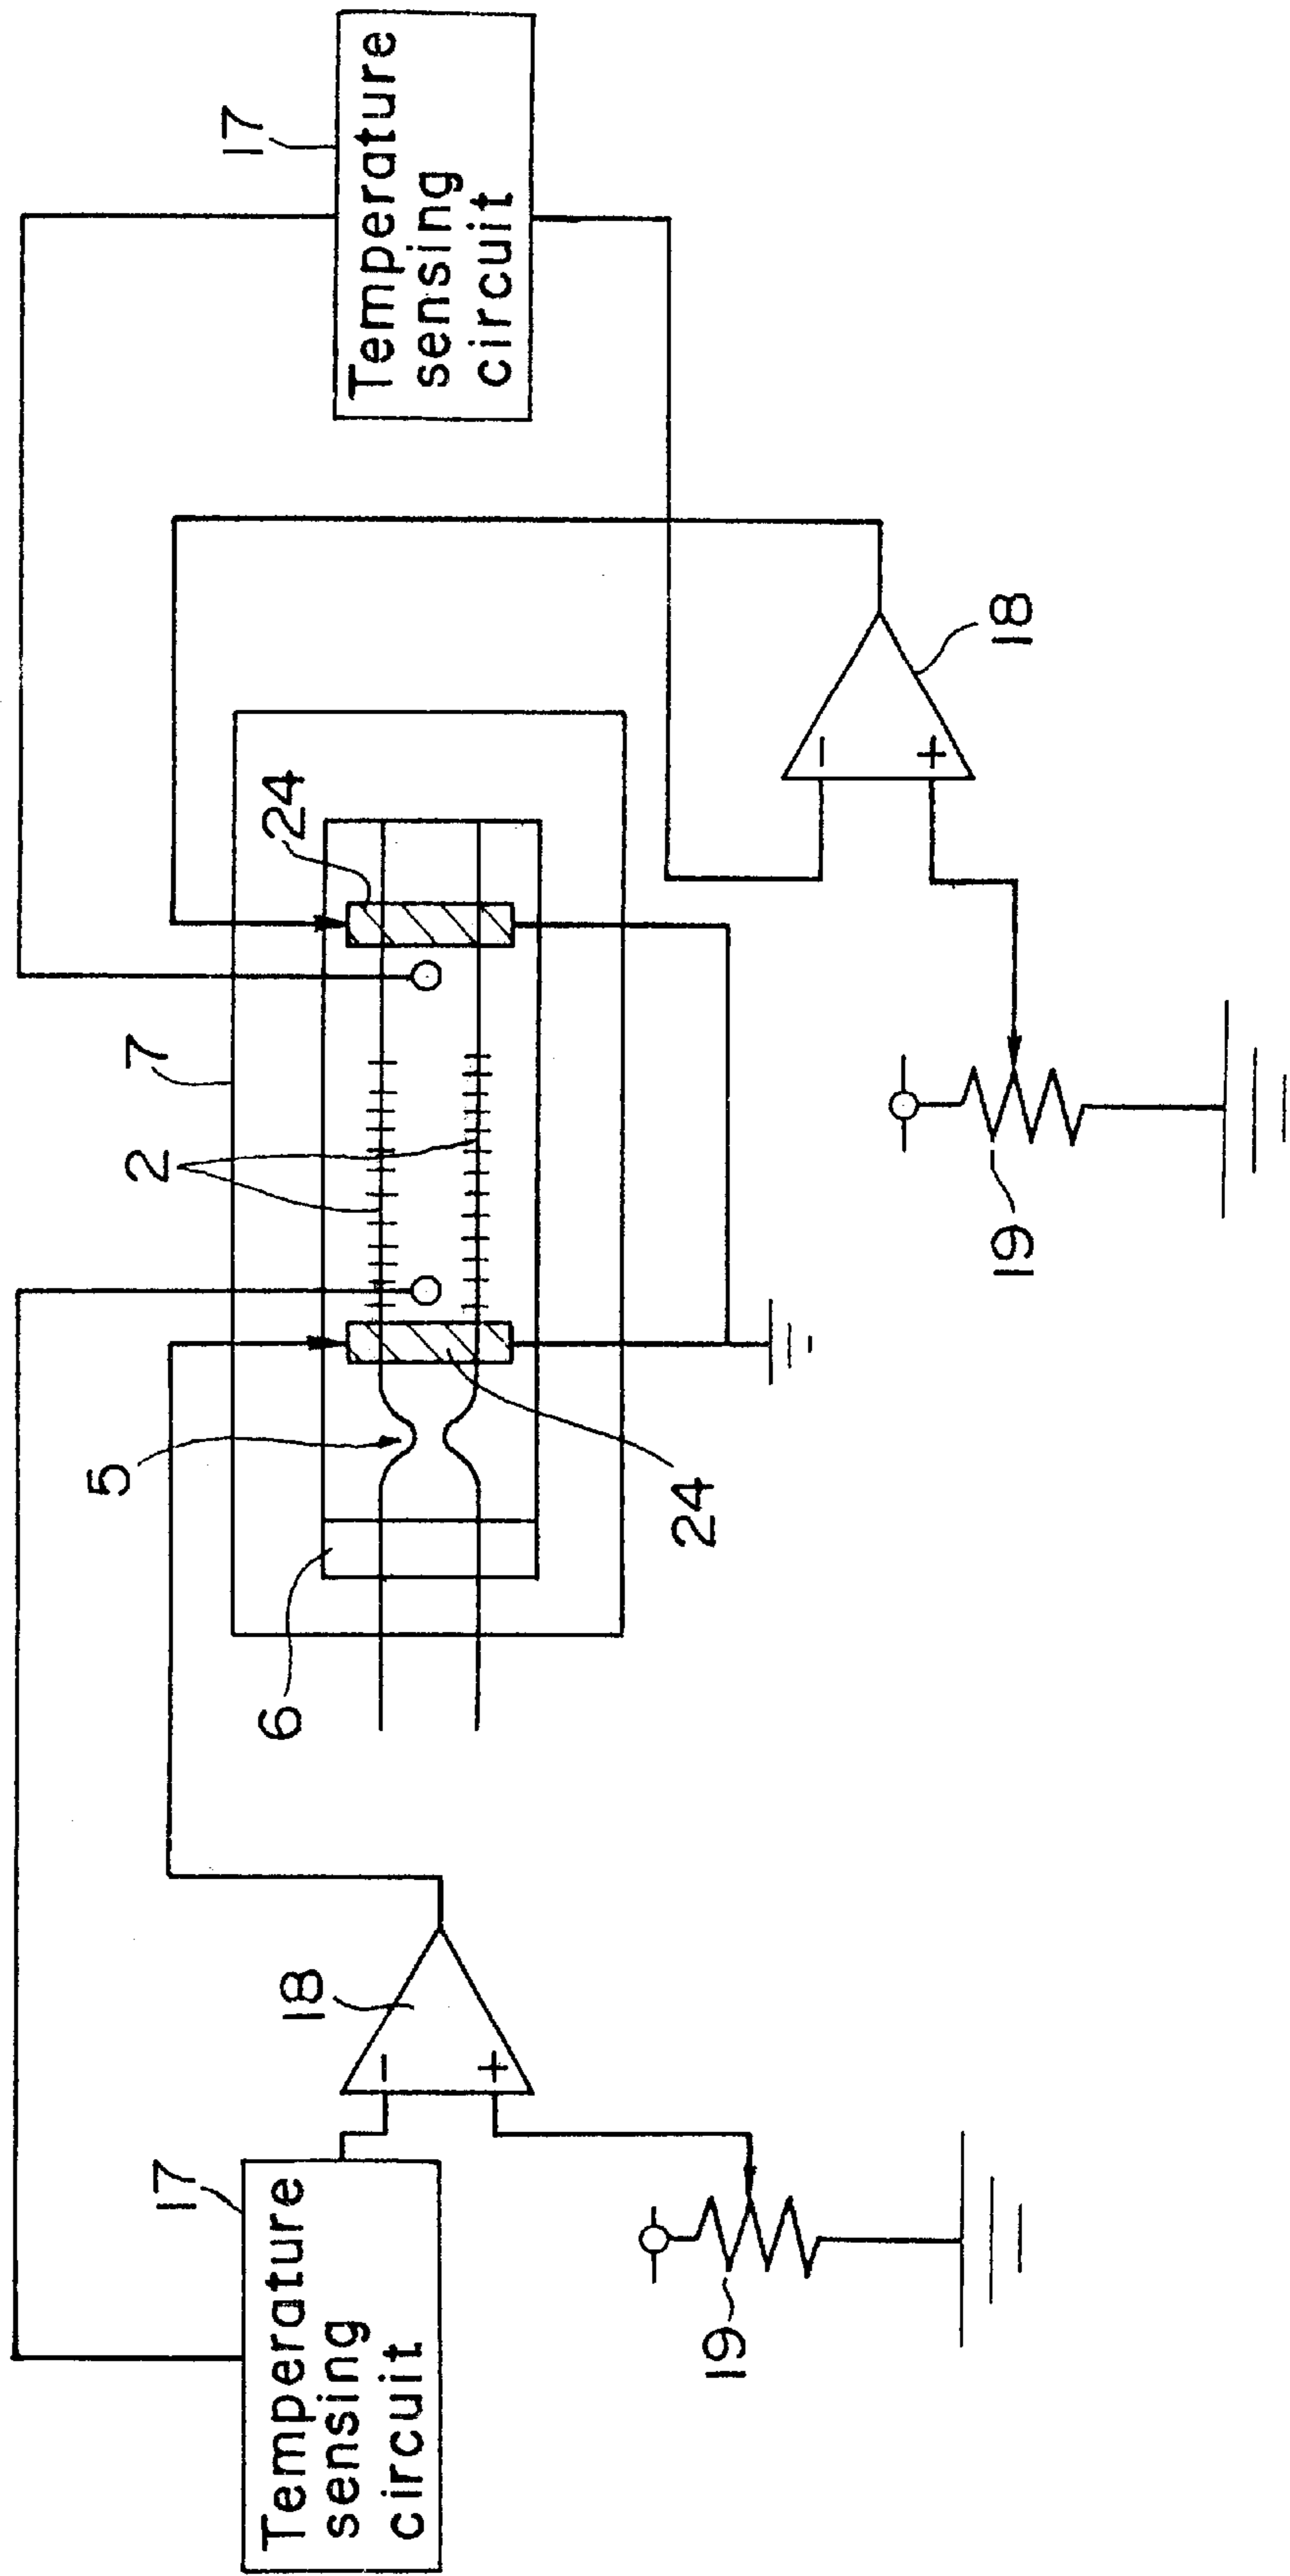 17
Temperature
sensing
circuit
18
19
6
5
7
2
24
24
18
19
17
Temperature
sensing
circuit